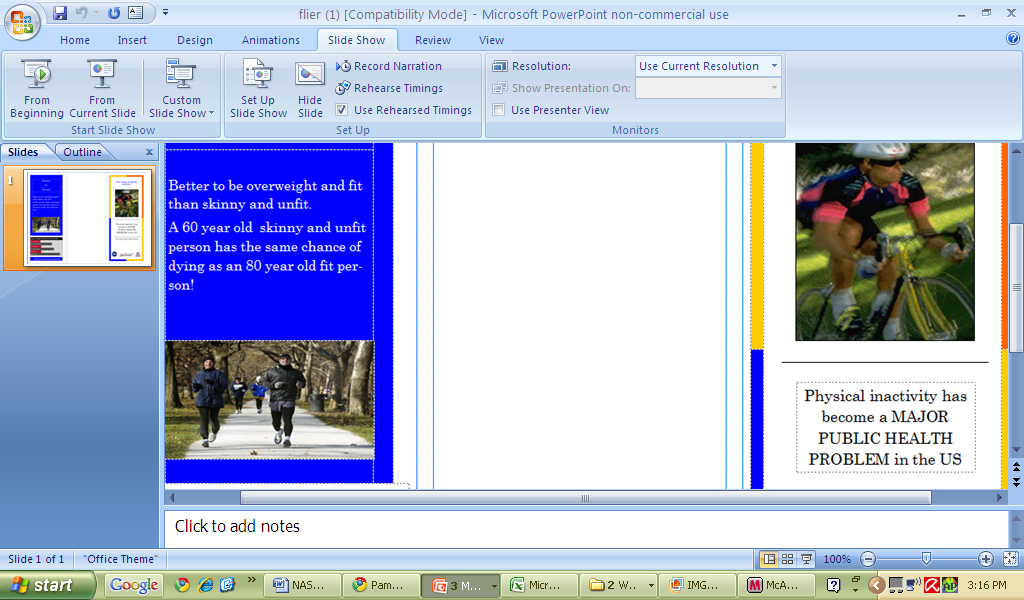 flier (1) [Compatibility Mode] - Microsoft PowerPoint non-commercial use
Home Insert Design Animations Slide Show Review View
From Beginning
From Current Slide
Custom Slide Show
Start Slide Show
Set Up Slide Show
Hide Slide
Record Narration
Rehearse Timings
Use Rehearsed Timings
Set Up
Resolution: Use Current Resolution
Show Presentation On:
Use Presenter View
Monitors
Slides Outline x
1
Better to be overweight and fit
than skinny and unfit.
A 60 year old skinny and unfit
person has the same chance of
dying as an 80 year old fit per-
son!
Physical inactivity has
become a MAJOR
PUBLIC HEALTH
PROBLEM in the US
Click to add notes
Slide 1 of 1 "Office Theme" 100%
start Google NAS... Pam... 3 M... Micr... 2 W... IMG... McA... 3:16 PM